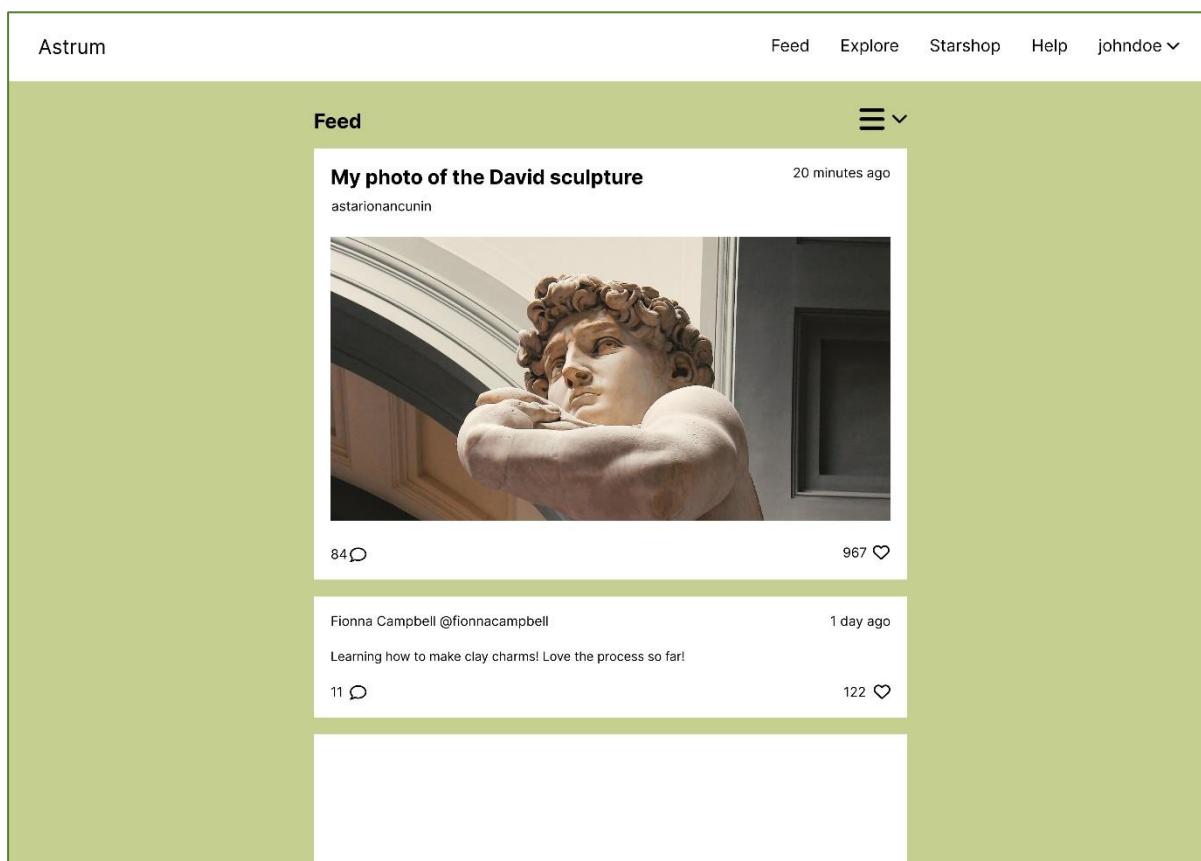 Astrum
Feed Explore Starshop Help johndoe
Feed
My photo of the David sculpture
20 minutes ago
astarionancunin
84
967
Fionna Campbell @fionnacampbell
1 day ago
Learning how to make clay charms! Love the process so far!
11
122